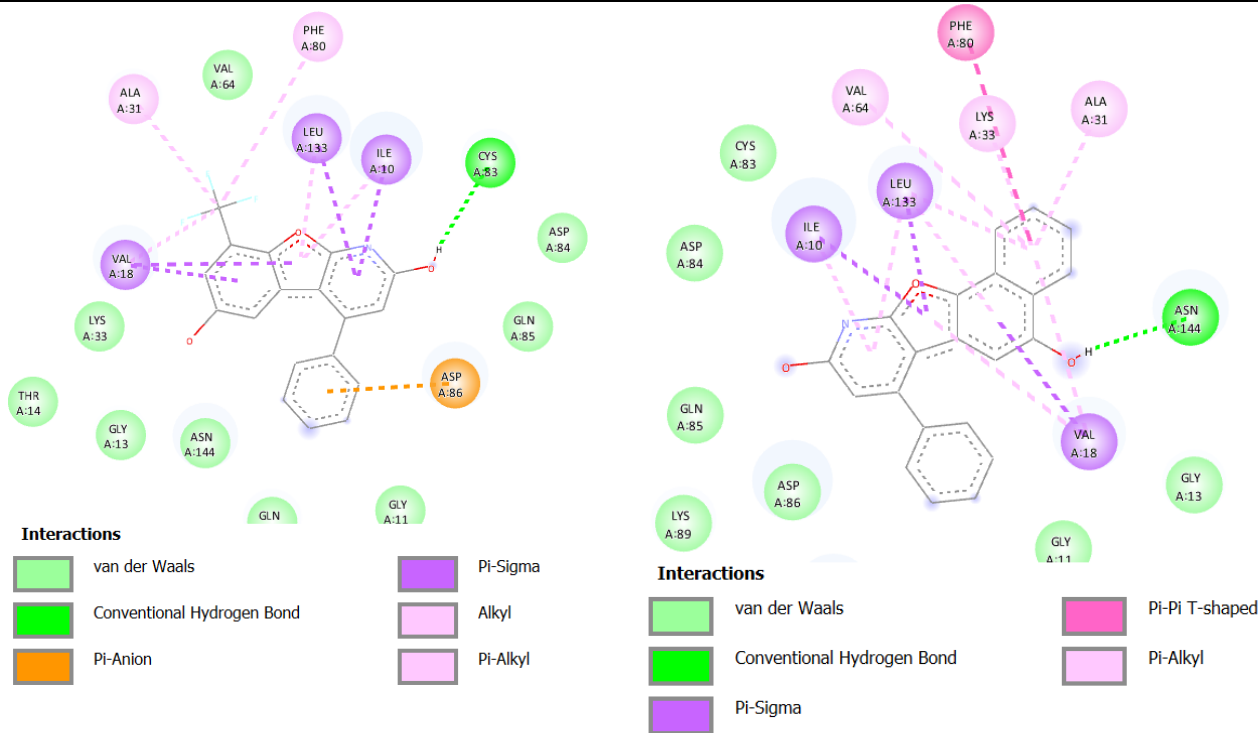 PHE
A:80
VAL
A:64
ALA
A:31
LEU
A:133
ILE
A:10
CYS
A:83
ASP
A:84
VAL
A:18
O
N
H
O
LYS
A:33
GLN
A:85
O
ASP
A:86
THR
A:14
GLY
A:13
ASN
A:144
GLN
GLY
A:11
Interactions
van der Waals
Conventional Hydrogen Bond
Pi-Anion
Pi-Sigma
Alkyl
Pi-Alkyl
PHE
A:80
VAL
A:64
LYS
A:33
ALA
A:31
CYS
A:83
LEU
A:133
ILE
A:10
ASP
A:84
O
N
ASN
A:144
H
O
O
GLN
A:85
VAL
A:18
ASP
A:86
GLY
A:13
LYS
A:89
GLY
A:11
Interactions
van der Waals
Conventional Hydrogen Bond
Pi-Sigma
Pi-Pi T-shaped
Pi-Alkyl